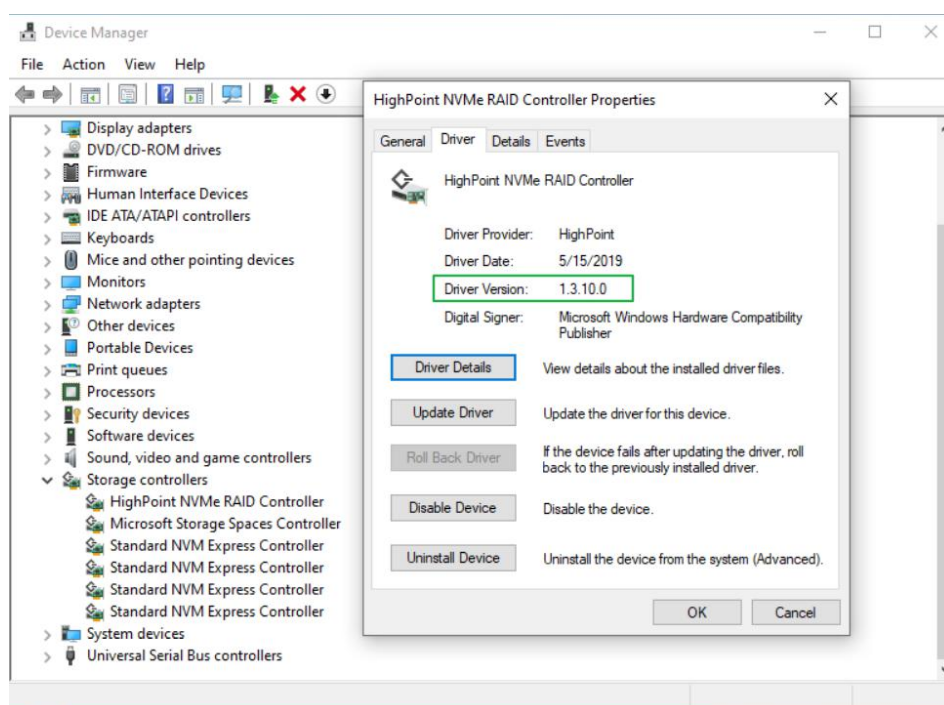 Device Manager
File Action View Help
Display adapters
DVD/CD-ROM drives
Firmware
Human Interface Devices
IDE ATA/ATAPI controllers
Keyboards
Mice and other pointing devices
Monitors
Network adapters
Other devices
Portable Devices
Print queues
Processors
Security devices
Software devices
Sound, video and game controllers
Storage controllers
HighPoint NVMe RAID Controller
Microsoft Storage Spaces Controller
Standard NVM Express Controller
Standard NVM Express Controller
Standard NVM Express Controller
Standard NVM Express Controller
System devices
Universal Serial Bus controllers
HighPoint NVMe RAID Controller Properties
General Driver Details Events
HighPoint NVMe RAID Controller
Driver Provider: HighPoint
Driver Date: 5/15/2019
Driver Version: 1.3.10.0
Digital Signer: Microsoft Windows Hardware Compatibility
Publisher
Driver Details View details about the installed driver files.
Update Driver Update the driver for this device.
Roll Back Driver If the device fails after updating the driver, roll
back to the previously installed driver.
Disable Device Disable the device.
Uninstall Device Uninstall the device from the system (Advanced).
OK Cancel